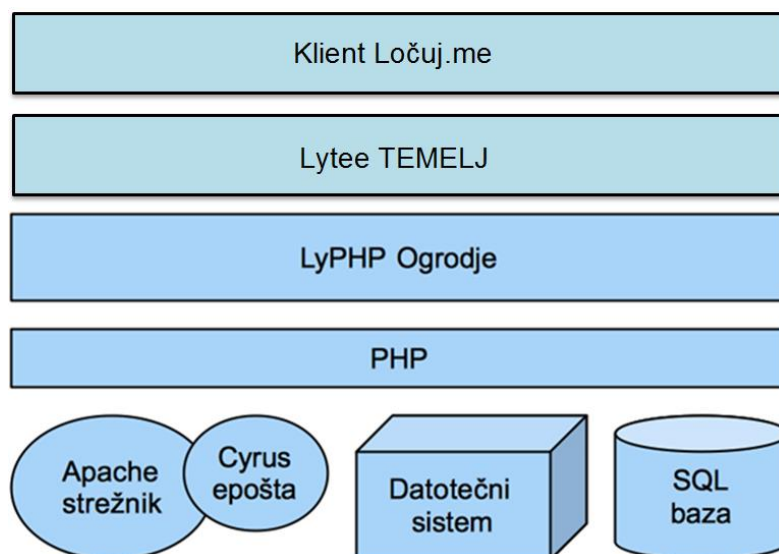 Klient Ločuj.me
Lytee TEMELJ
LyPHP Ogrodje
PHP
Apache
strežnik
Cyrus
epošta
Datotečni
sistem
SQL
baza